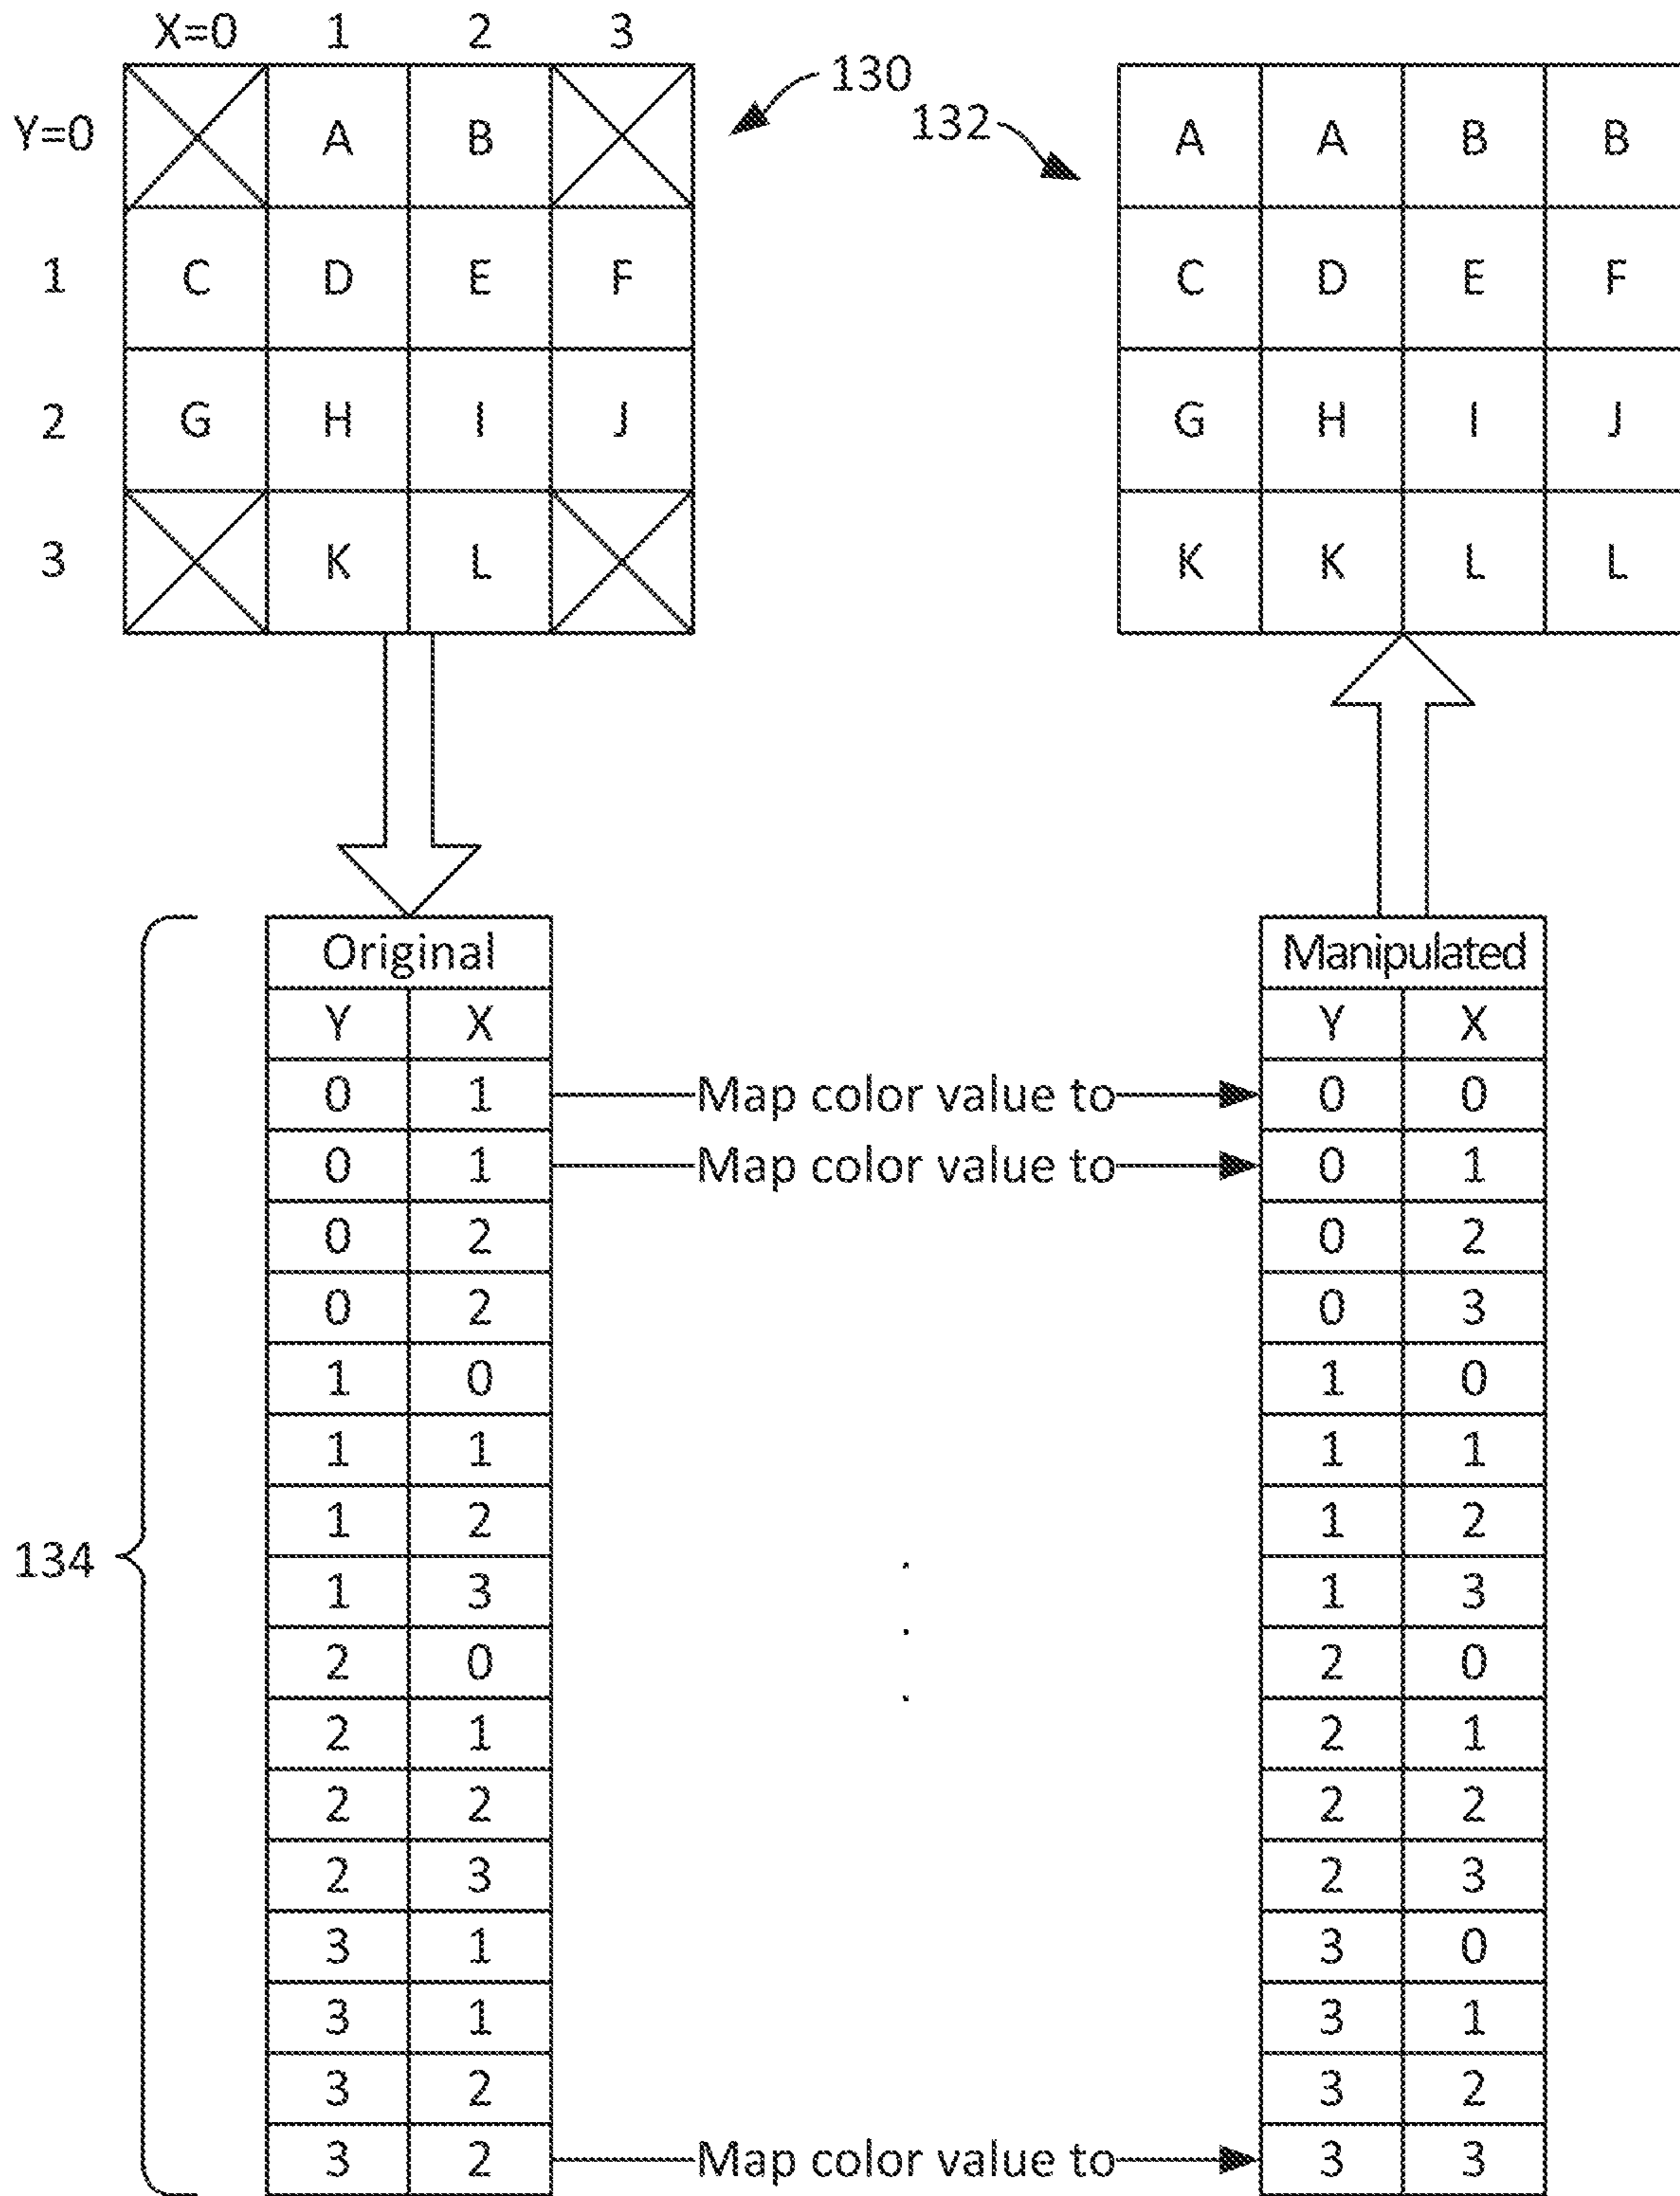 X=0 1 2 3
130
132
Y=0 A B
A A B B
1 C D E F
C D E F
2 G H I J
G H I J
3 K L
K K L L
134
Original Manipulated
Y X Y X
0 1 Map color value to 0 0
0 1 Map color value to 0 1
0 2 0 2
0 2 0 3
1 0 1 0
1 1 1 1
1 2 1 2
1 3 1 3
2 0 2 0
2 1 2 1
2 2 2 2
2 3 2 3
3 1 3 0
3 1 3 1
3 2 3 2
3 2 Map color value to 3 3